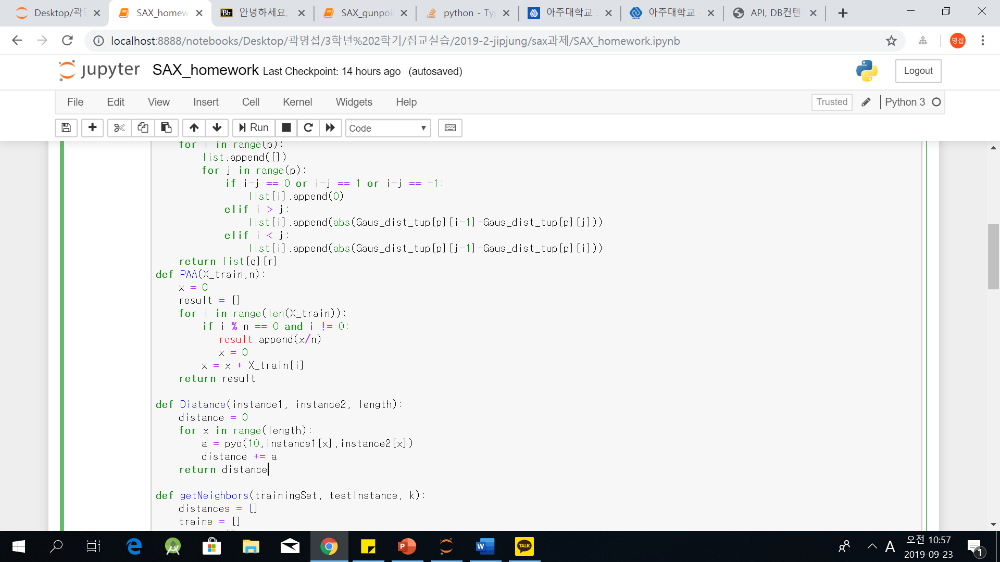 Desktop/곽
SAX_homew
Bb 안녕하세요,
SAX_gunpoi
python - Ty
아주대학교
아주대학교
API, DB컨텐
localhost:8888/notebooks/Desktop/곽명섭/3학년%202학기/집교실습/2019-2-jipjung/sax과제/SAX_homework.ipynb
명섭
jupyter SAX_homework Last Checkpoint: 14 hours ago (autosaved)
Logout
File Edit View Insert Cell Kernel Widgets Help
Trusted Python 3
Run Code
for i in range(p):
list.append([])
for j in range(p):
if i-j == 0 or i-j == 1 or i-j == -1:
list[i].append(0)
elif i > j:
list[i].append(abs(Gaus_dist_tup[p][i-1]-Gaus_dist_tup[p][j]))
elif i < j:
list[i].append(abs(Gaus_dist_tup[p][j-1]-Gaus_dist_tup[p][i]))
return list[q][r]
def PAA(X_train,n):
x = 0
result = []
for i in range(len(X_train)):
if i % n == 0 and i != 0:
result.append(x/n)
x = 0
x = x + X_train[i]
return result
def Distance(instance1, instance2, length):
distance = 0
for x in range(length):
a = pyo(10,instance1[x],instance2[x])
distance += a
return distance
def getNeighbors(trainingSet, testInstance, k):
distances = []
traine = []
TALK
A
오전 10:57
2019-09-23
1